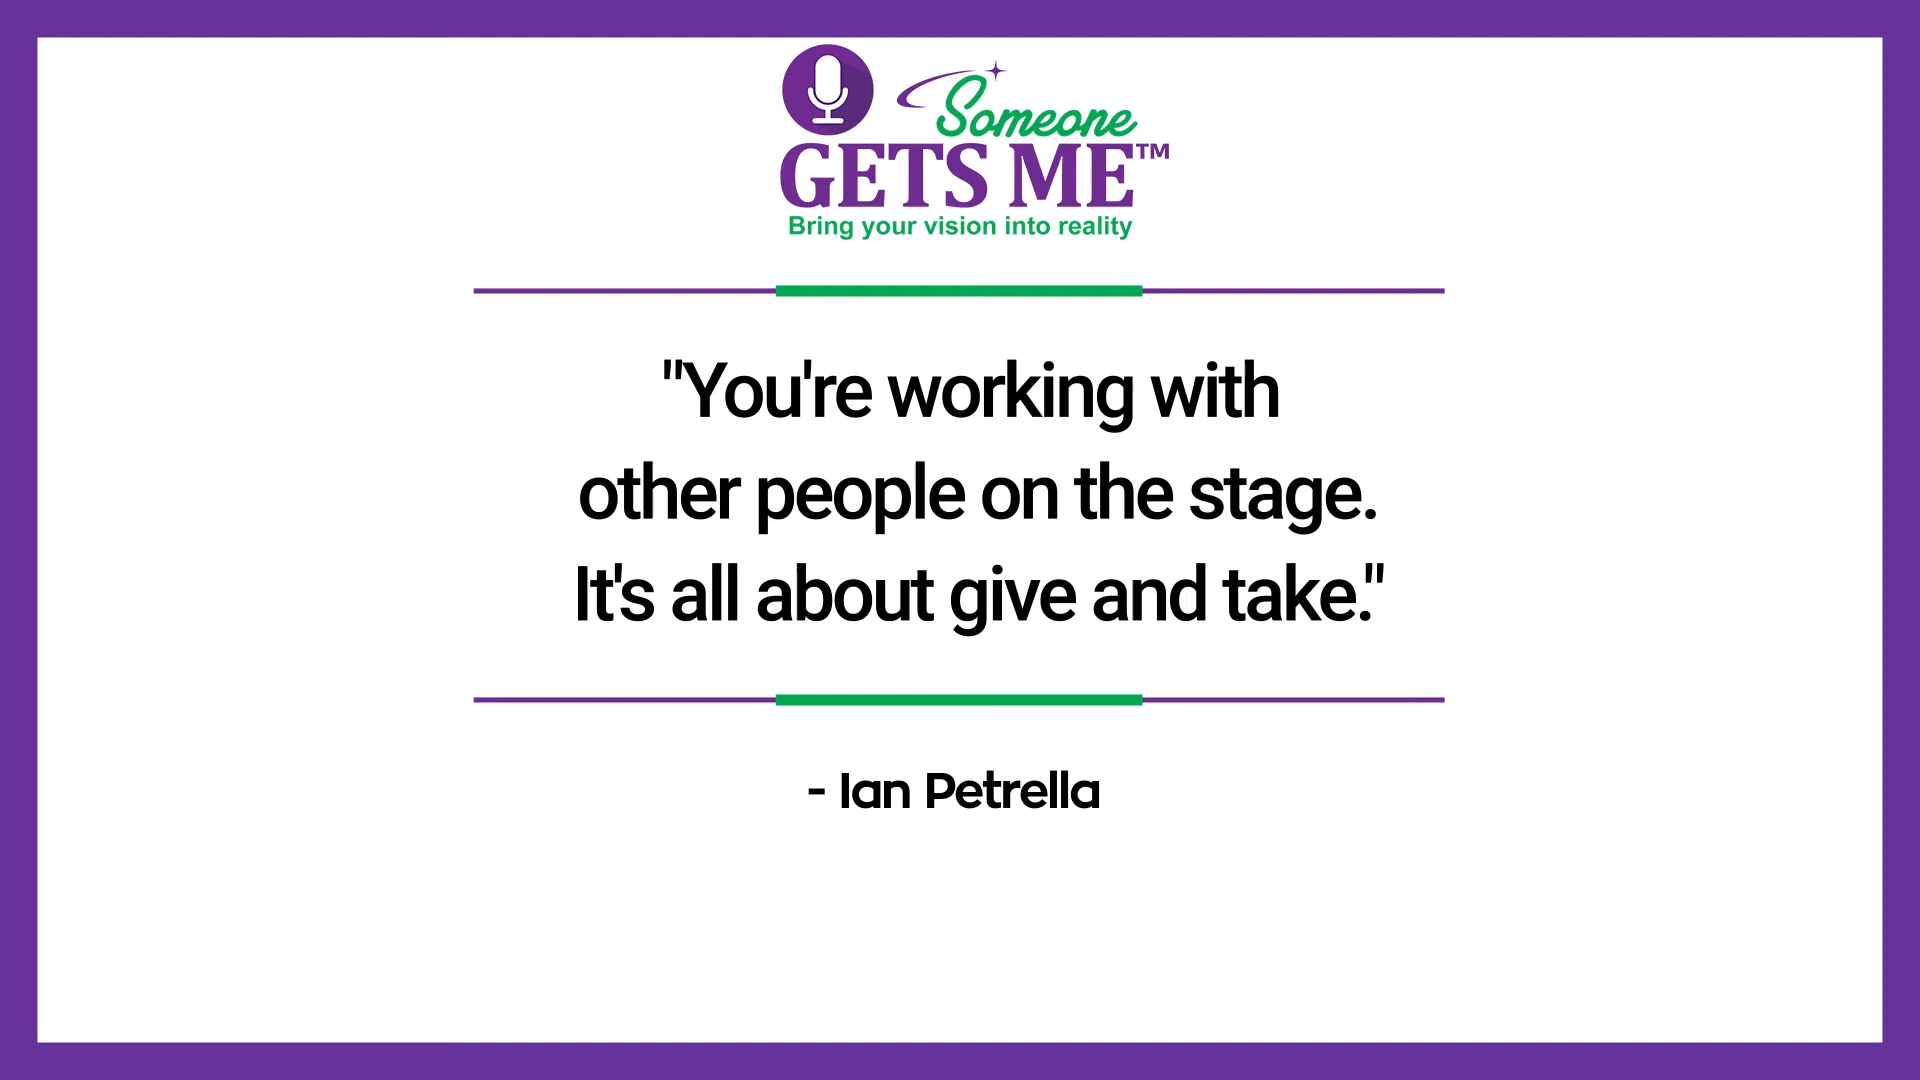 Someone
GETS ME™
Bring your vision into reality
"You're working with
other people on the stage.
It's all about give and take."
- Ian Petrella